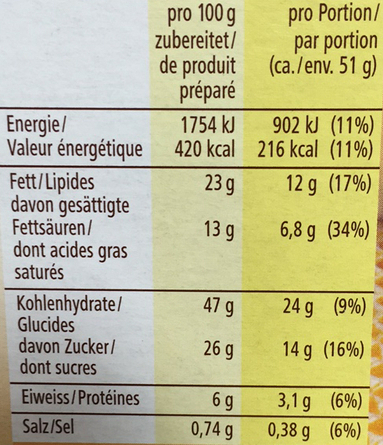 pro 100 g pro Portion/
zubereitet/ par portion
de produit (ca./env. 51 g)
préparé
Energie/ 1754 kJ 902 kJ (11%)
Valeur énergétique 420 kcal 216 kcal (11%)
Fett/Lipides 23 g 12 g (17%)
davon gesättigte
Fettsäuren/ 13 g 6,8 g (34%)
dont acides gras
saturés
Kohlenhydrate/ 47 g 24 g (9%)
Glucides
davon Zucker/ 26 g 14 g (16%)
dont sucres
Eiweiss/Protéines 6 g 3,1 g (6%)
Salz/Sel 0,74 g 0,38 g (6%)